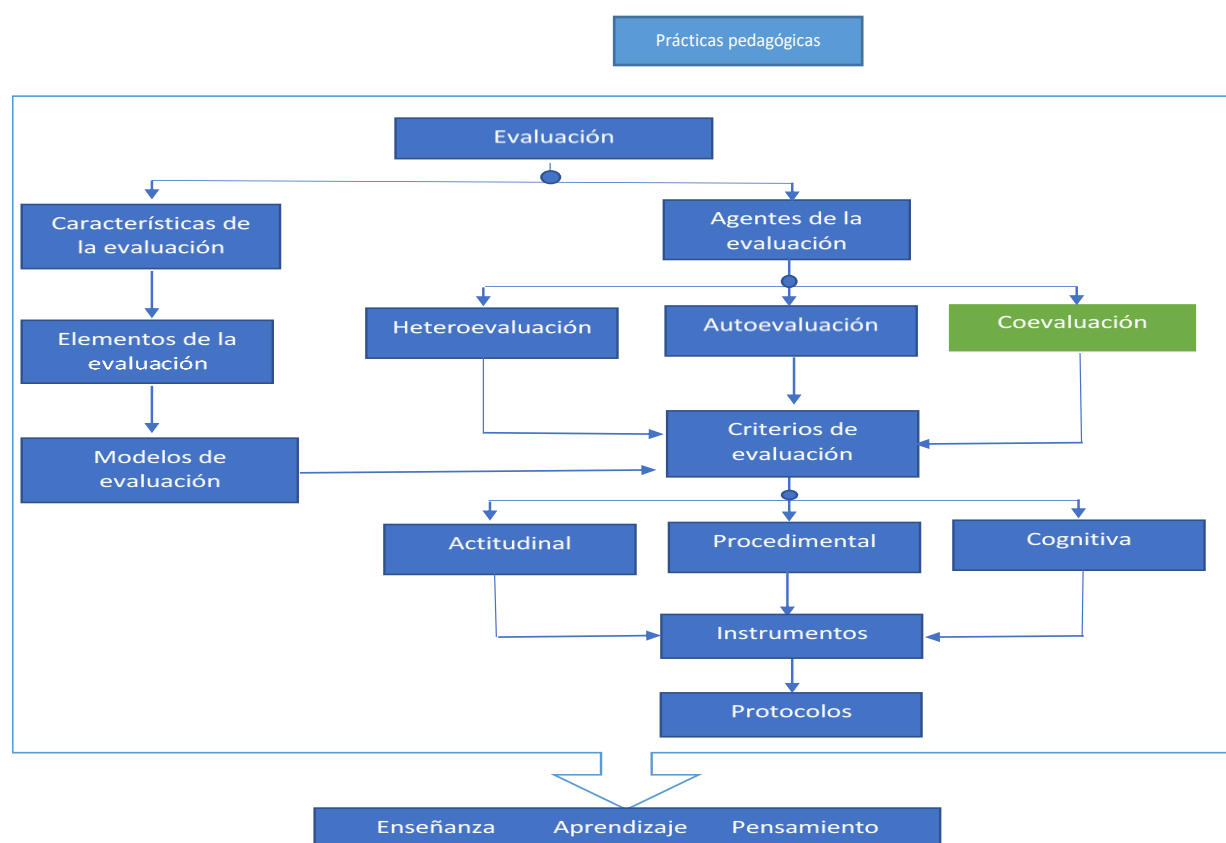 Prácticas pedagógicas
Evaluación
Características de
la evaluación
Agentes de la
evaluación
Heteroevaluación
Autoevaluación
Coevaluación
Elementos de la
evaluación
Criterios de
evaluación
Modelos de
evaluación
Actitudinal
Procedimental
Cognitiva
Instrumentos
Protocolos
Enseñanza Aprendizaje Pensamiento